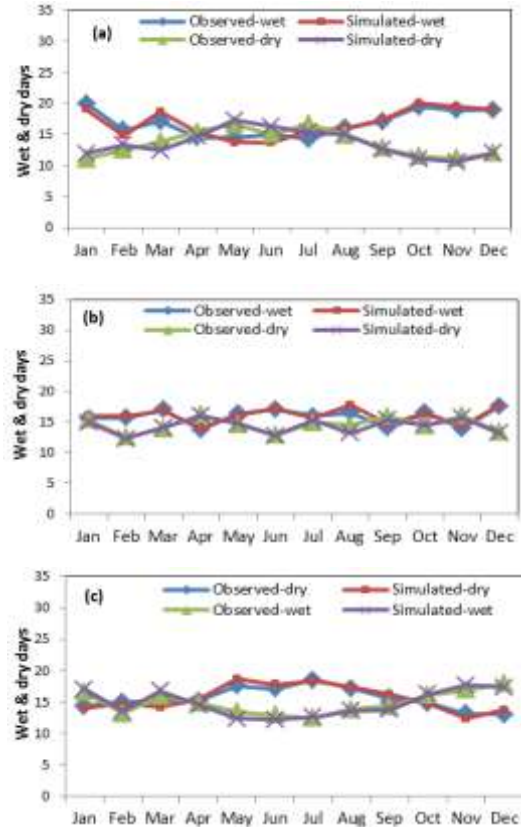 (a)
Observed-wet Simulated-wet
Observed-dry Simulated-dry
Wet & dry days
35
30
25
20
15
10
5
0
Jan Feb Mar Apr May Jun Jul Aug Sep Oct Nov Dec
(b)
Observed-wet Simulated-wet
Observed-dry Simulated-dry
Wet & dry days
35
30
25
20
15
10
5
0
Jan Feb Mar Apr May Jun Jul Aug Sep Oct Nov Dec
(c)
Observed-dry Simulated-dry
Observed-wet Simulated-wet
Wet & dry days
35
30
25
20
15
10
5
0
Jan Feb Mar Apr May Jun Jul Aug Sep Oct Nov Dec